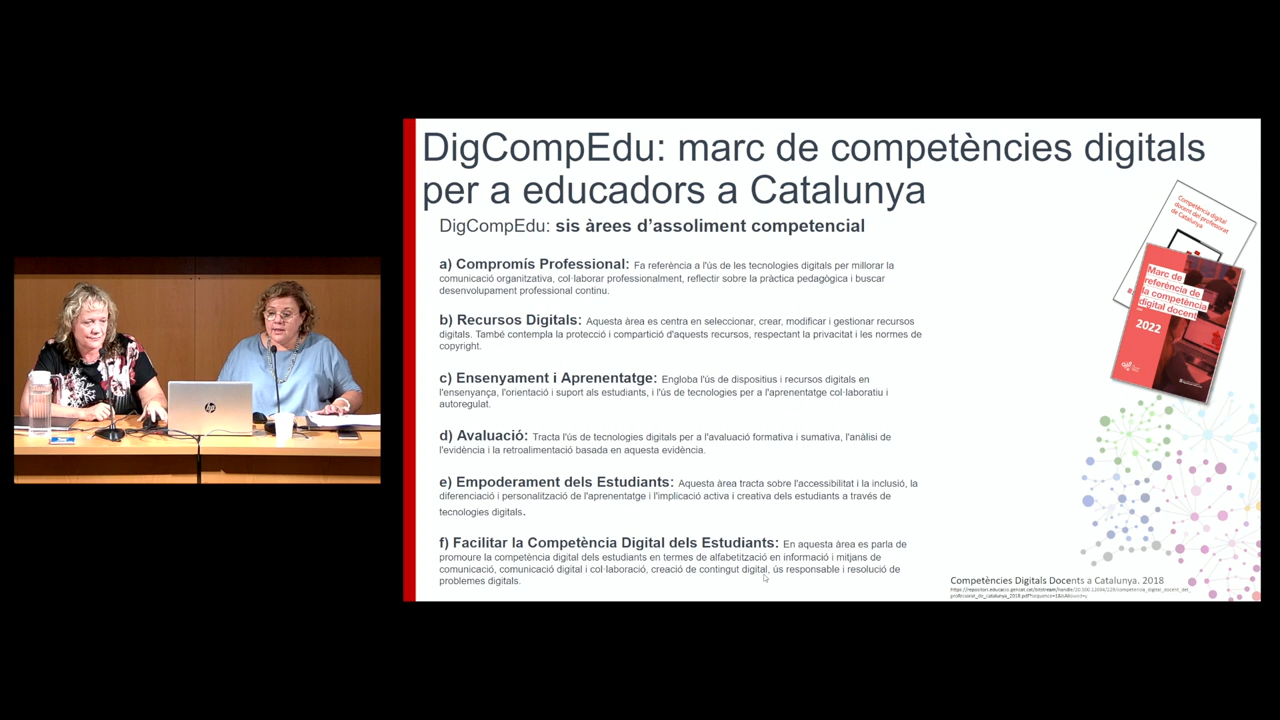 DigCompEdu: marc de competències digitals
per a educadors a Catalunya
DigCompEdu: sis àrees d’assoliment competencial
a) Compromís Professional: Fa referència a l'ús de les tecnologies digitals per millorar la
comunicació organitzativa, col·laborar professionalment, reflectir sobre la pràctica pedagògica i buscar
desenvolupament professional continu.
b) Recursos Digitals: Aquesta àrea es centra en seleccionar, crear, modificar i gestionar recursos
digitals. També contempla la protecció i compartició d'aquests recursos, respectant la privacitat i les normes de
copyright.
c) Ensenyament i Aprenentatge: Engloba l'ús de dispositius i recursos digitals en
l'ensenyança, l'orientació i suport als estudiants, i l'ús de tecnologies per a l'aprenentatge col·laboratiu i
autoregulat.
d) Avaluació: Tracta l'ús de tecnologies digitals per a l'avaluació formativa i sumativa, l'anàlisi de
l'evidència i la retroalimentació basada en aquesta evidència.
e) Empoderament dels Estudiants: Aquesta àrea tracta sobre l'accessibilitat i la inclusió, la
diferenciació i personalització de l'aprenentatge i l'implicació activa i creativa dels estudiants a través de
tecnologies digitals.
f) Facilitar la Competència Digital dels Estudiants: En aquesta àrea es parla de
promoure la competència digital dels estudiants en termes de alfabetització en informació i mitjans de
comunicació, comunicació digital i col·laboració, creació de contingut digital, ús responsable i resolució de
problemes digitals.
Competència digital
docent del professorat
de Catalunya
Marc de
referència de
la competència
digital docent
2022
Competències Digitals Docents a Catalunya. 2018
hp